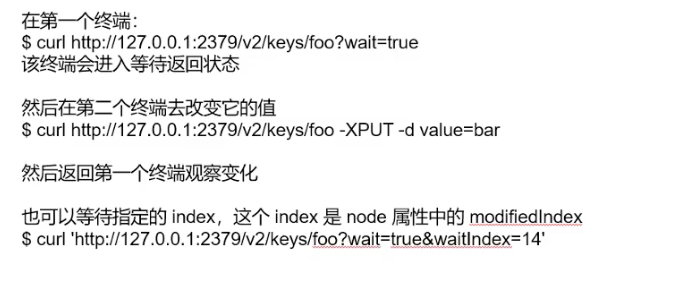 在第一个终端：
$ curl http://127.0.0.1:2379/v2/keys/foo?wait=true
该终端会进入等待返回状态
然后在第二个终端去改变它的值
$ curl http://127.0.0.1:2379/v2/keys/foo -XPUT -d value=bar
然后返回第一个终端观察变化
也可以等待指定的 index，这个 index 是 node 属性中的 modifiedIndex
$ curl 'http://127.0.0.1:2379/v2/keys/foo?wait=true&waitIndex=14'